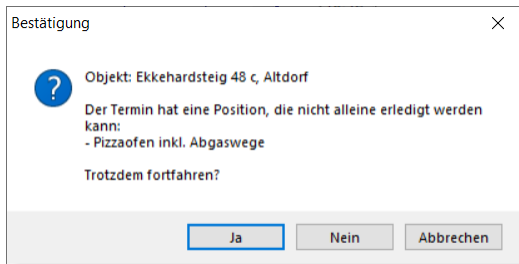 Bestätigung
Objekt: Ekkehardsteig 48 c, Altdorf
Der Termin hat eine Position, die nicht alleine erledigt werden
kann:
- Pizzaofen inkl. Abgaswege
Trotzdem fortfahren?
Ja
Nein
Abbrechen